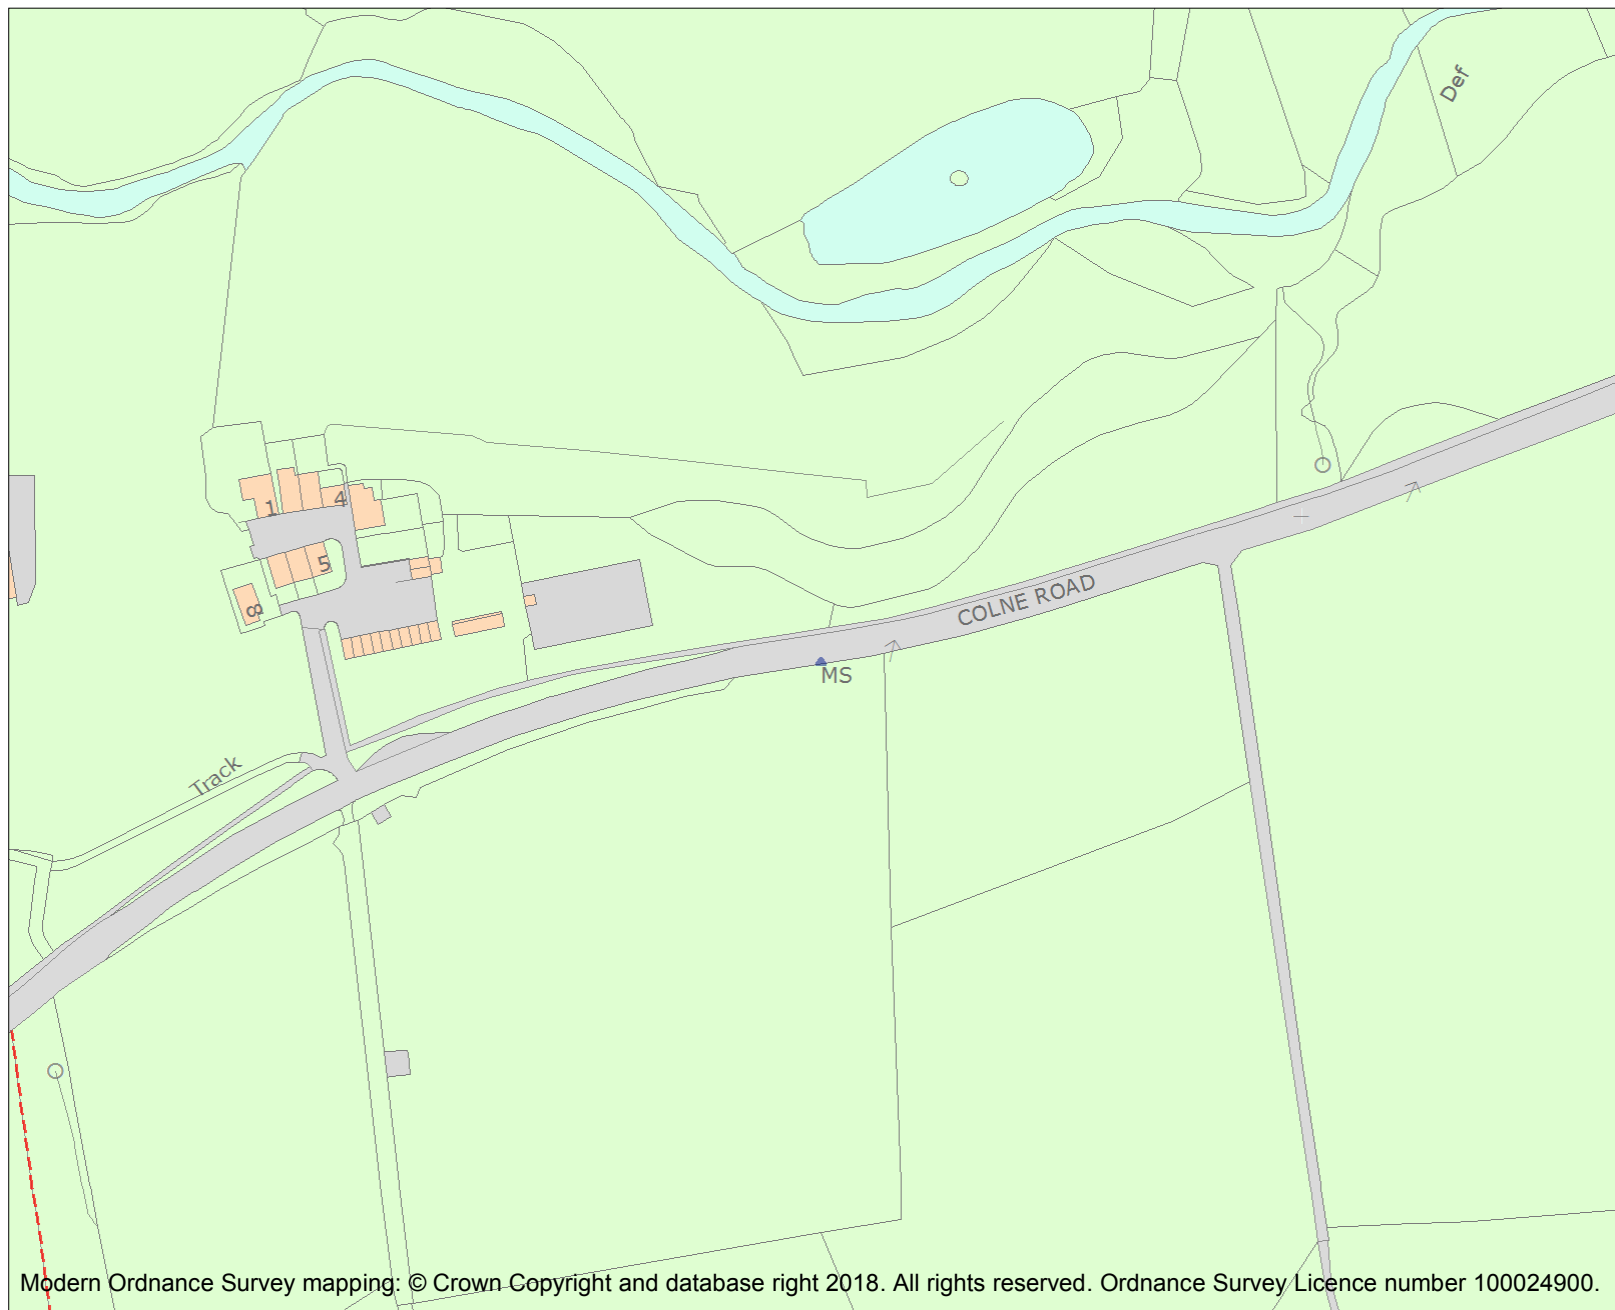 Def
1
4
5
8
COLNE ROAD
MS
Track
Modern Ordnance Survey mapping: © Crown Copyright and database right 2018. All rights reserved. Ordnance Survey Licence number 100024900.